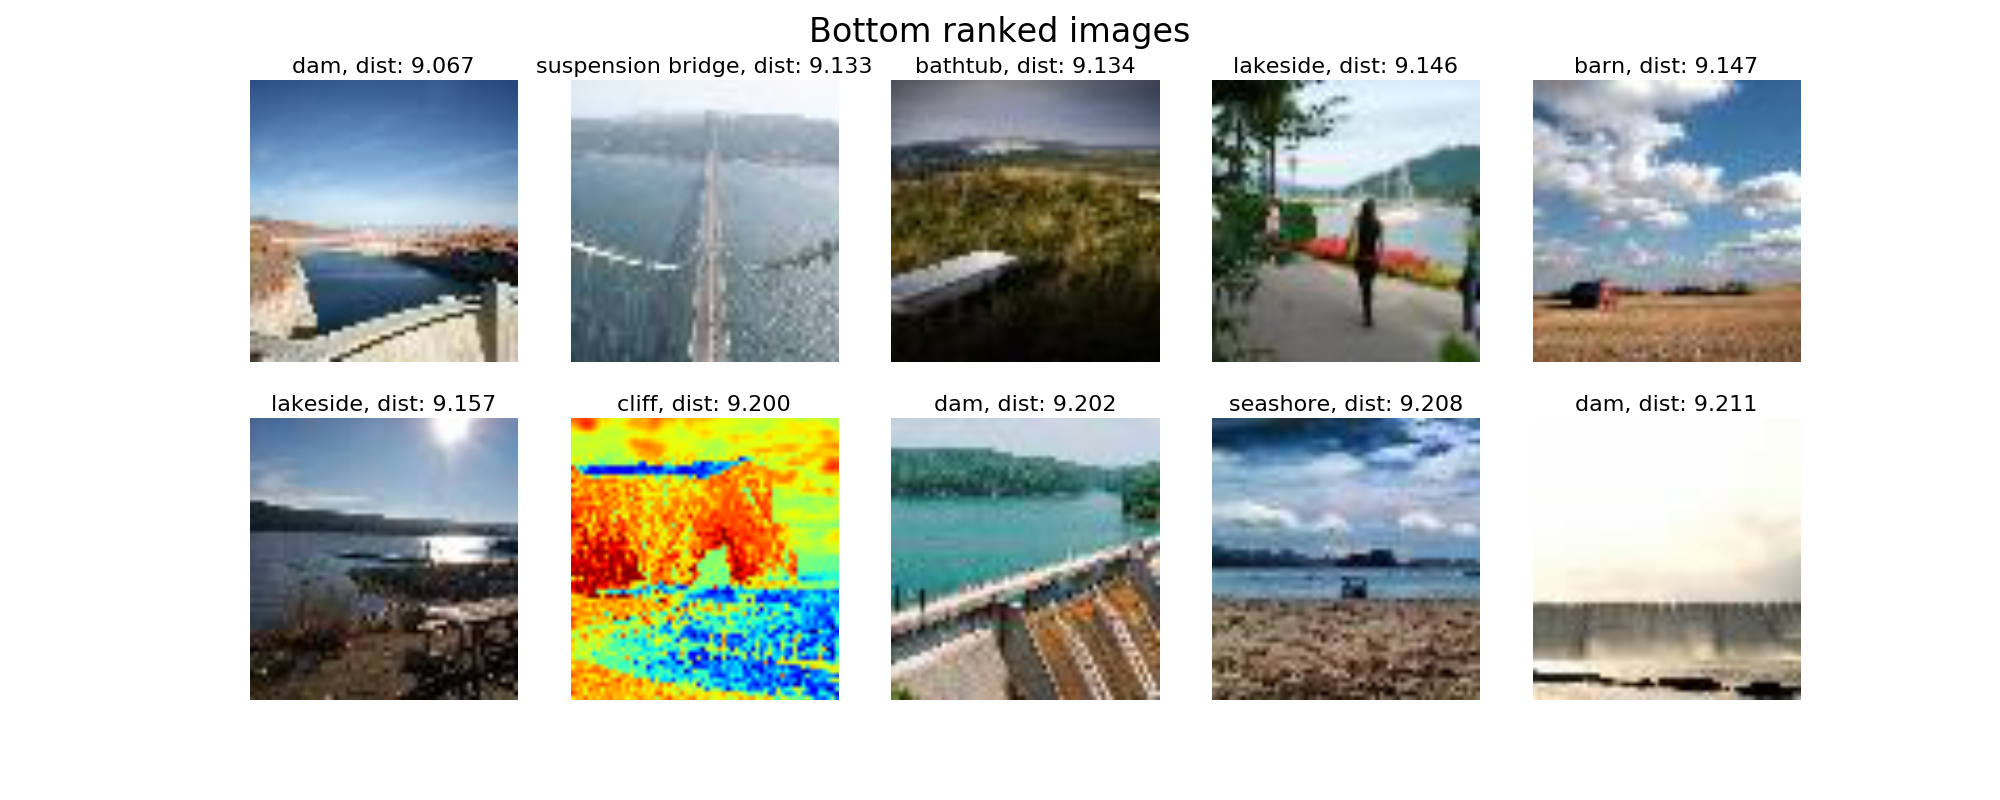 Bottom ranked images
dam, dist: 9.067
suspension bridge, dist: 9.133
bathtub, dist: 9.134
lakeside, dist: 9.146
barn, dist: 9.147
lakeside, dist: 9.157
cliff, dist: 9.200
dam, dist: 9.202
seashore, dist: 9.208
dam, dist: 9.211